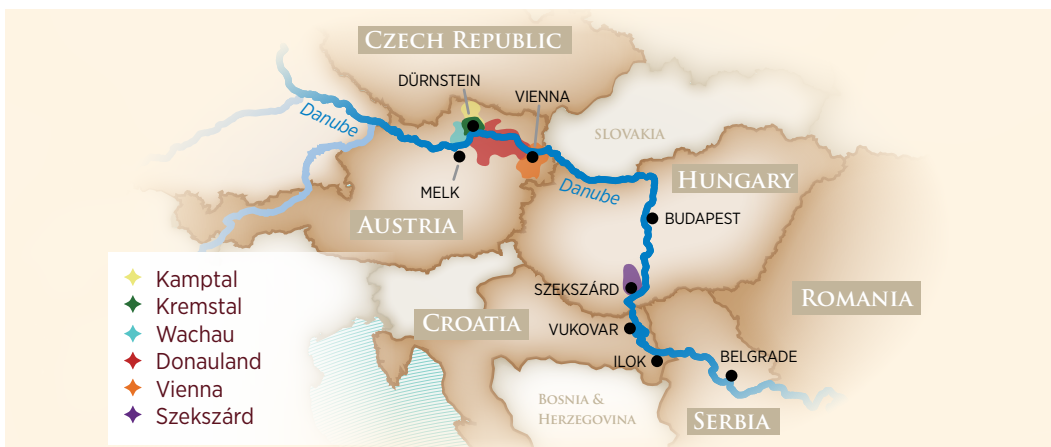 CZECH REPUBLIC
DÜRNSTEIN
VIENNA
Danube
SLOVAKIA
MELK
Danube
HUNGARY
AUSTRIA
BUDAPEST
Kamptal
Kremstal
Wachau
Donauland
Vienna
Szekszárd
SZEKSZÁRD
ROMANIA
CROATIA
VUKOVAR
ILOK
BELGRADE
BOSNIA &
HERZEGOVINA
SERBIA